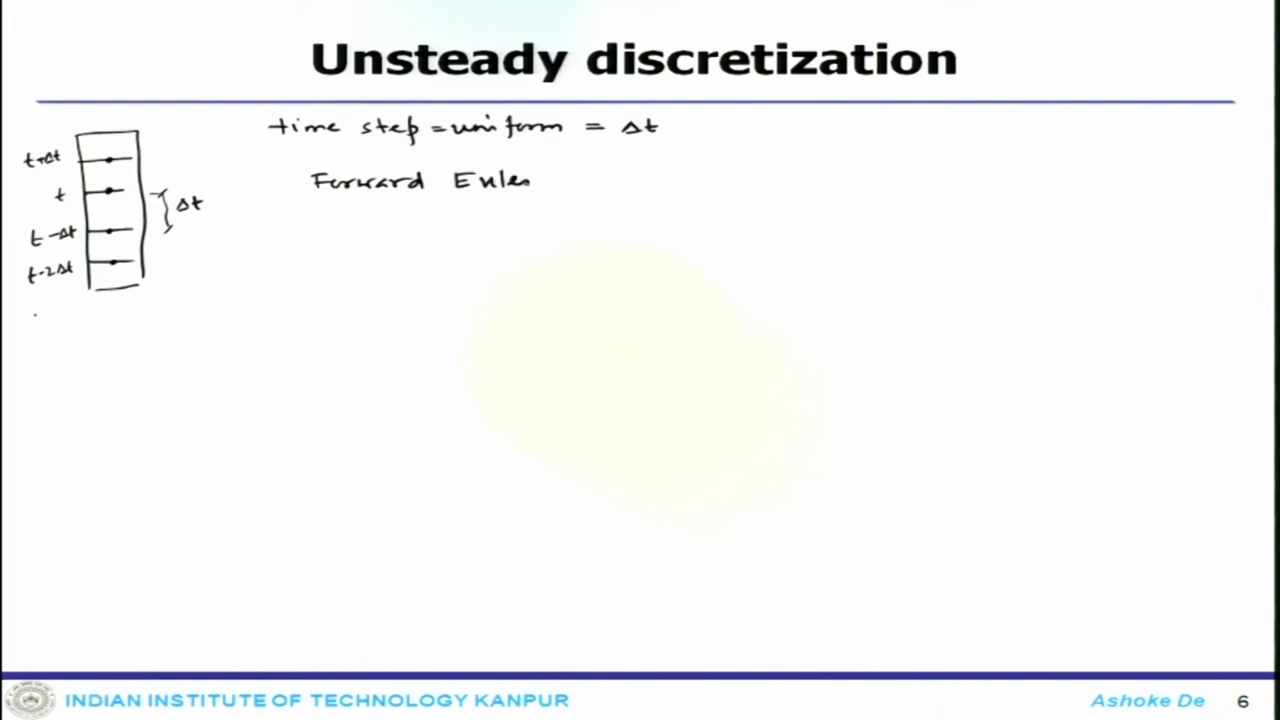 Unsteady discretization
time step = uniform = Δt
Forward Euler
t+Δt
t
Δt
t-Δt
t-2Δt
INDIAN INSTITUTE OF TECHNOLOGY KANPUR
Ashoke De 6